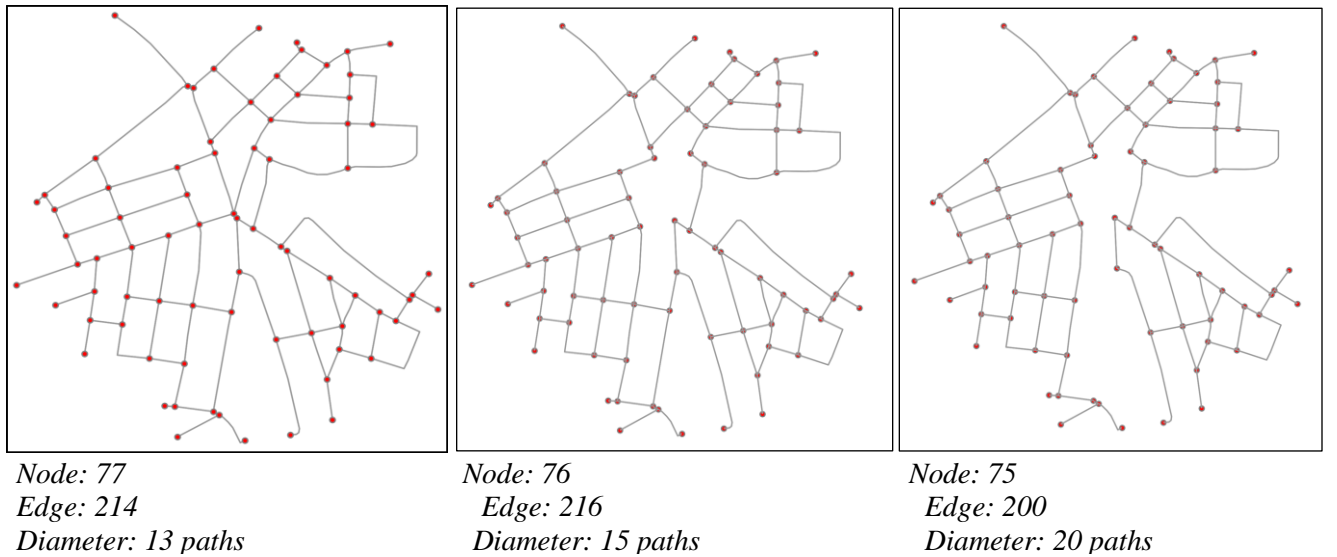 Node: 77
Edge: 214
Diameter: 13 paths
Node: 76
Edge: 216
Diameter: 15 paths
Node: 75
Edge: 200
Diameter: 20 paths